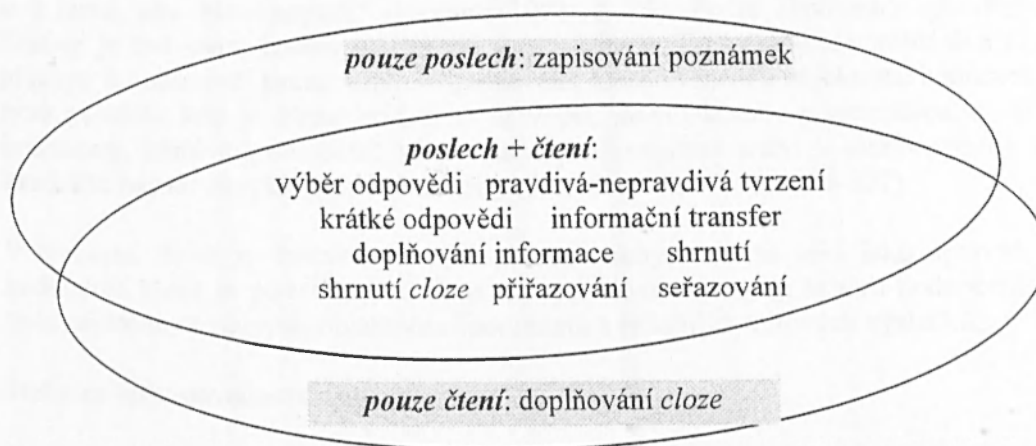 pouze poslech: zapisování poznámek
poslech + čtení:
výběr odpovědi pravdivá-nepravdivá tvrzení
krátké odpovědi informační transfer
doplňování informace shrnutí
shrnutí cloze přiřazování seřazování
pouze čtení: doplňování cloze